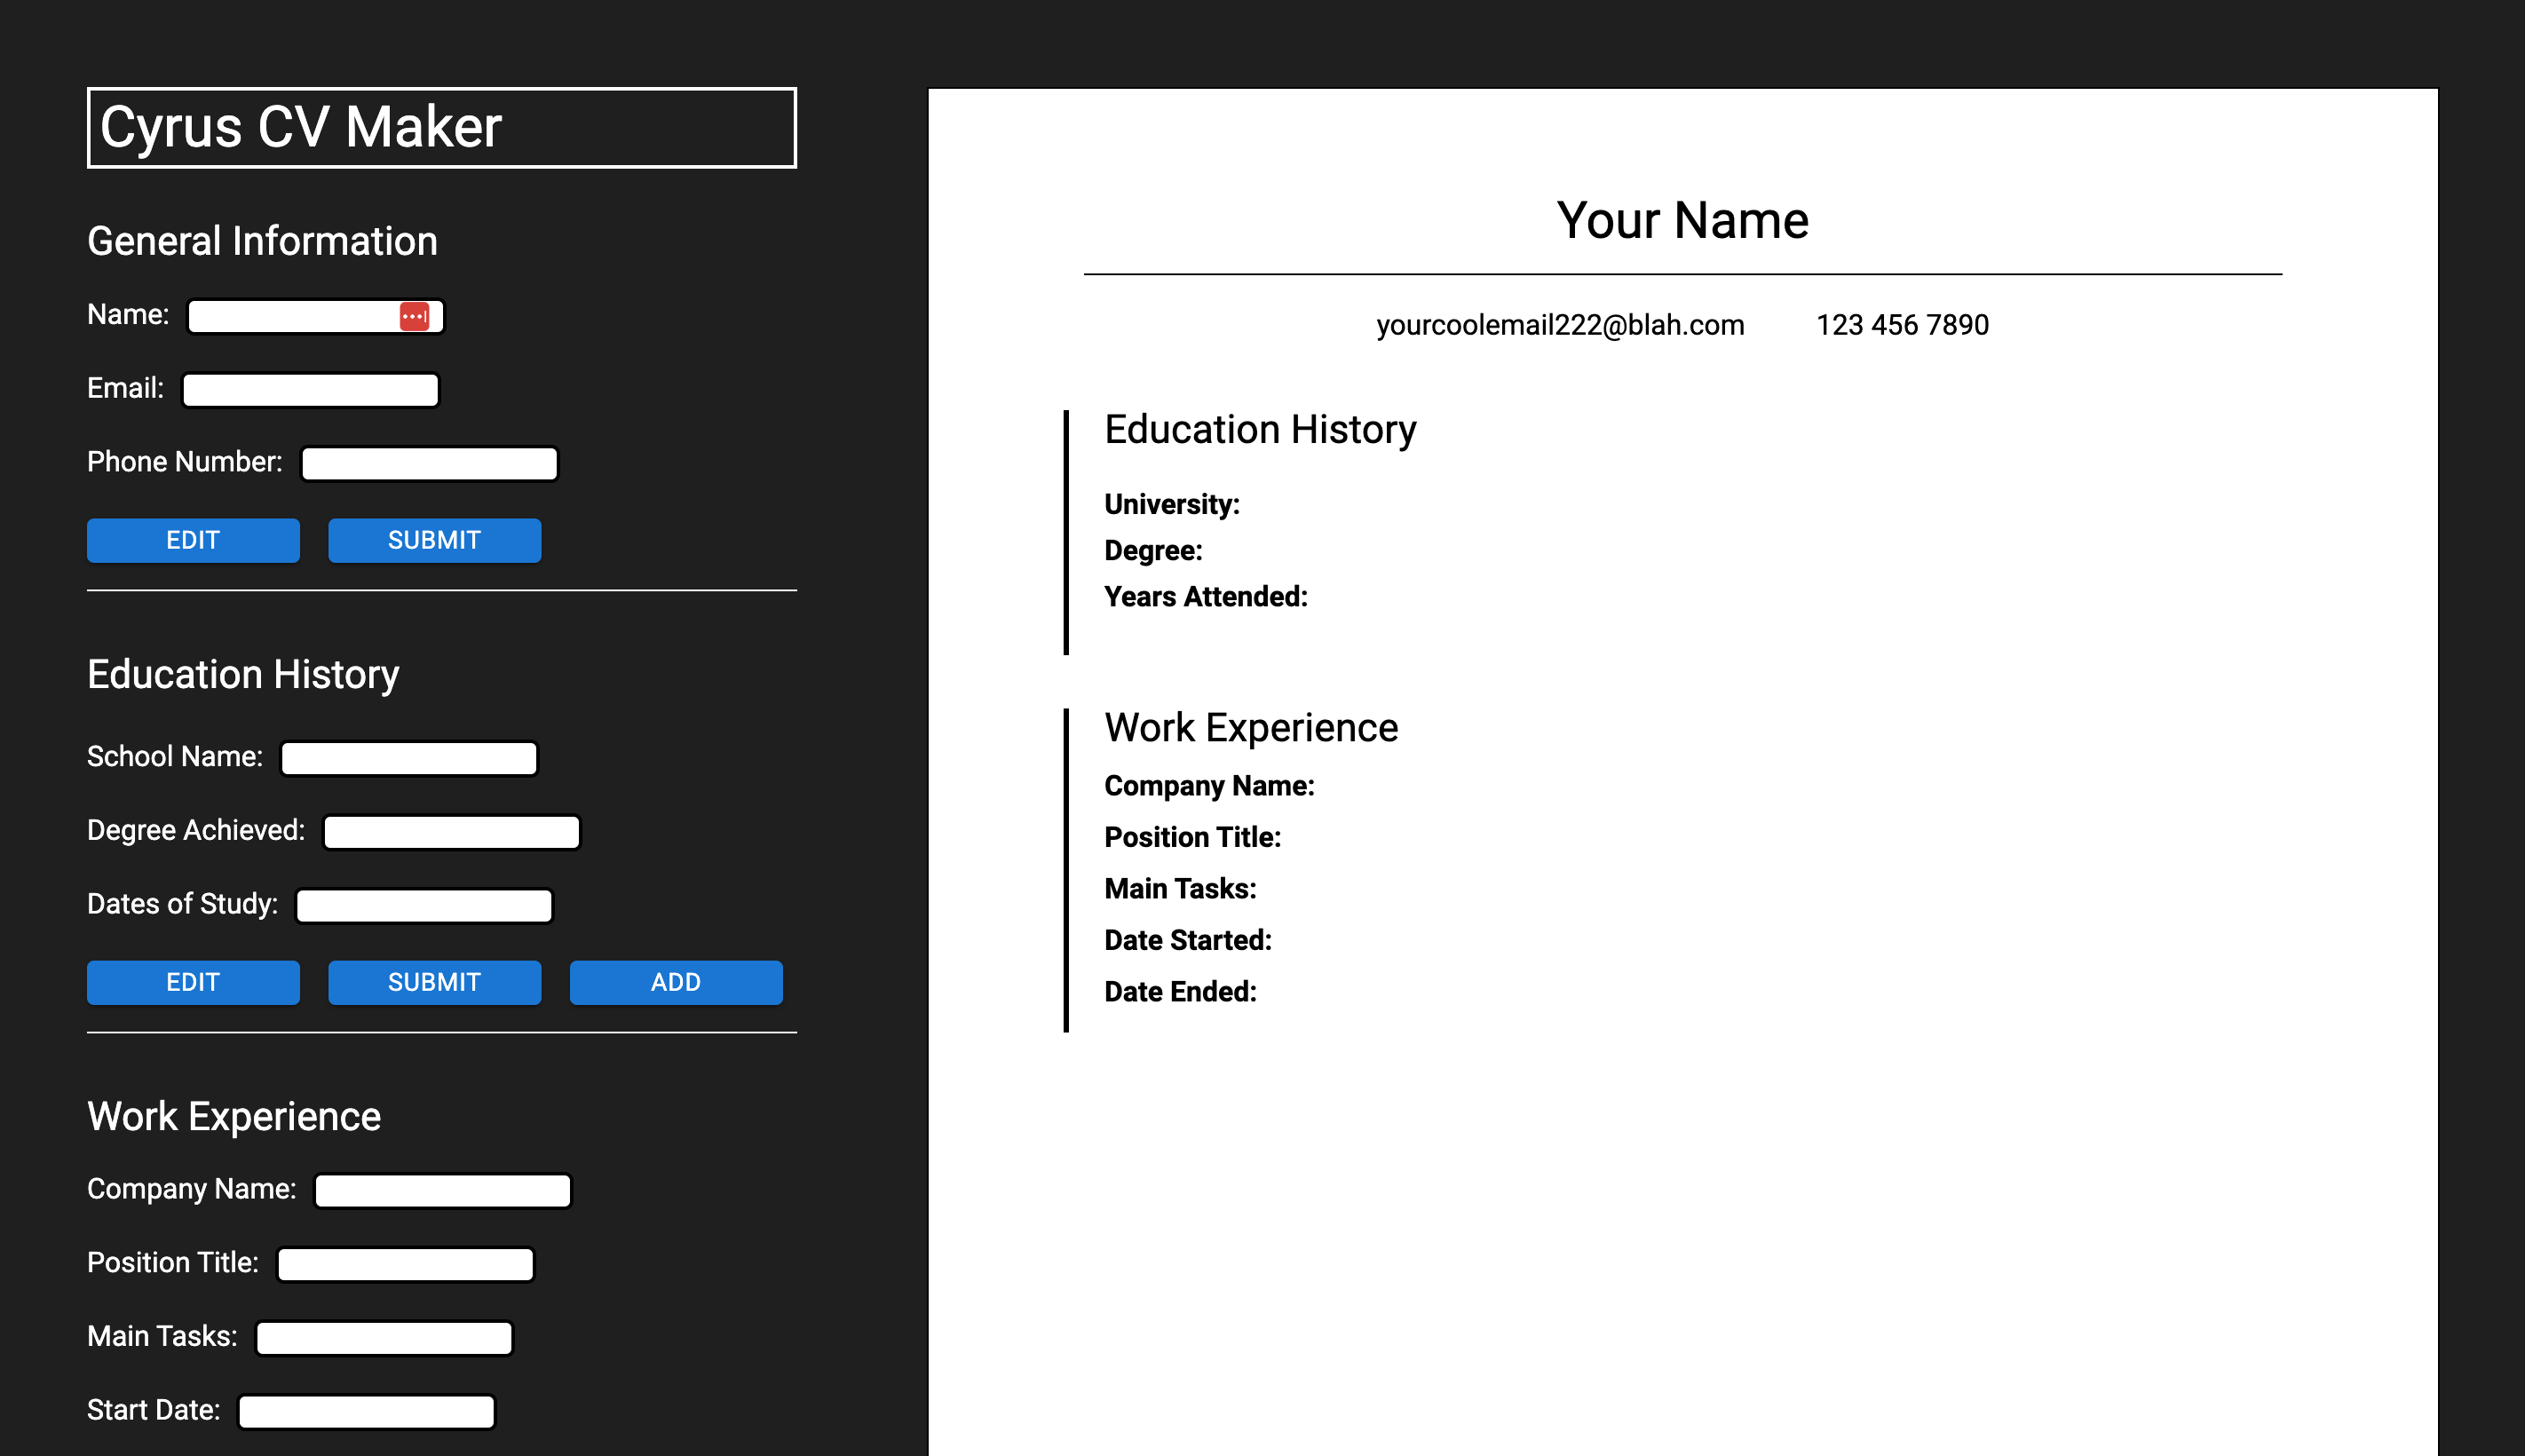 Cyrus CV Maker
General Information
Name:
Email:
Phone Number:
EDIT SUBMIT
Education History
School Name:
Degree Achieved:
Dates of Study:
EDIT SUBMIT ADD
Work Experience
Company Name:
Position Title:
Main Tasks:
Start Date:
Your Name
yourcoolemail222@blah.com 123 456 7890
Education History
University:
Degree:
Years Attended:
Work Experience
Company Name:
Position Title:
Main Tasks:
Date Started:
Date Ended: